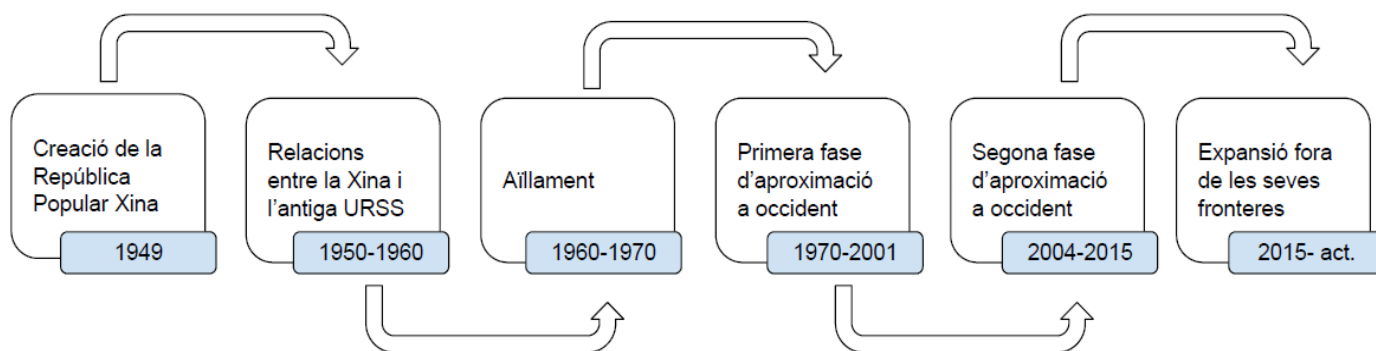 Creació de la
República
Popular Xina
1949
Relacions
entre la Xina i
l'antiga URSS
1950-1960
Aïllament
1960-1970
Primera fase
d'aproximació
a occident
1970-2001
Segona fase
d'aproximació
a occident
2004-2015
Expansió fora
de les seves
fronteres
2015- act.